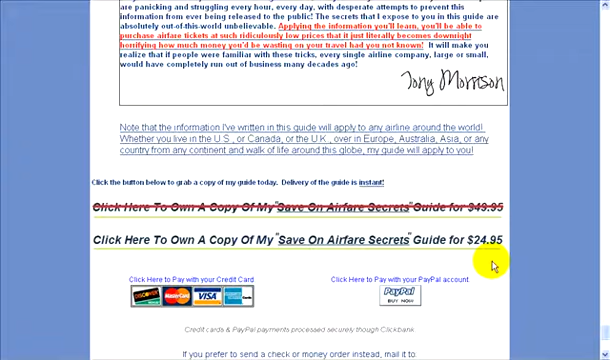 are panicking and struggling every hour, every day, with desperate attempts to prevent this
information from ever being released to the public! The secrets that I expose to you in this guide are
absolutely out-of-this-world unbelievable. Applying the information you'll learn, you'll be able to
purchase airfare tickets at such ridiculously low prices that it just literally becomes downright
horrifying how much money you'd be wasting on your travel had you not known! It will make you
realize that if people were familiar with these tricks, every single airline company, large or small,
would have completely run out of business many decades ago!
Tony Morrison
Note that the information I've written in this guide will apply to any airline around the world!
Whether you live in the U.S., or Canada, or the U.K., over in Europe, Australia, Asia, or any
country from any continent and walk of life around this globe, my guide will apply to you!
Click the button below to grab a copy of my guide today. Delivery of the guide is instant!
Click Here To Own A Copy Of My "Save On Airfare Secrets" Guide for $49.95
Click Here To Own A Copy Of My "Save On Airfare Secrets" Guide for $24.95
Click Here to Pay with your Credit Card
Click Here to Pay with your PayPal account.
DISCOVER MasterCard VISA
PayPal
BUY NOW
Credit cards & PayPal payments processed securely though Clickbank.
If you prefer to send a check or money order instead, mail it to: